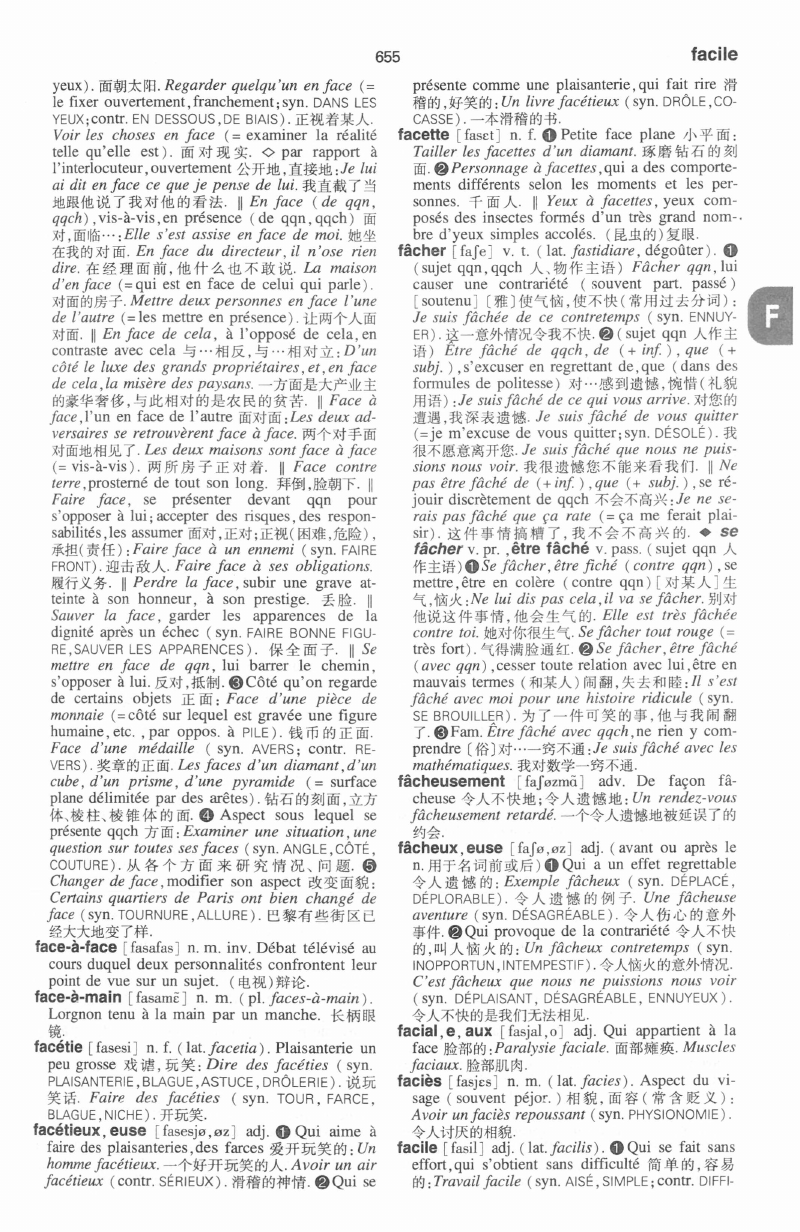 655
facile
yeux). 面朝太阳. Regarder quelqu'un en face (=
le fixer ouvertement,franchement;syn. DANS LES
YEUX;contr. EN DESSOUS,DE BIAIS). 正视着某人.
Voir les choses en face (= examiner la réalité
telle qu'elle est). 面对现实. ◇ par rapport à
l'interlocuteur,ouvertement 公开地,直接地:Je lui
ai dit en face ce que je pense de lui. 我直截了当
地跟他说了我对他的看法. ‖ En face (de qqn,
qqch),vis-à-vis,en présence (de qqn,qqch) 面
对,面临…:Elle s'est assise en face de moi. 她坐
在我的对面. En face du directeur, il n'ose rien
dire. 在经理面前,他什么也不敢说. La maison
d'en face (=qui est en face de celui qui parle).
对面的房子. Mettre deux personnes en face l'une
de l'autre (=les mettre en présence). 让两个人面
对面. ‖ En face de cela, à l'opposé de cela,en
contraste avec cela 与…相反,与…相对立:D'un
côté le luxe des grands propriétaires,et,en face
de cela,la misère des paysans. 一方面是大产业主
的豪华奢侈,与此相对的是农民的贫苦. ‖ Face à
face,l'un en face de l'autre 面对面:Les deux ad-
versaires se retrouvèrent face à face. 两个对手面
对面地相见了. Les deux maisons sont face à face
(= vis-à-vis). 两所房子正对着. ‖ Face contre
terre,prosterné de tout son long. 拜倒,脸朝下. ‖
Faire face, se présenter devant qqn pour
s'opposer à lui;accepter des risques,des respon-
sabilités,les assumer 面对,正对;正视(困难,危险),
承担(责任):Faire face à un ennemi (syn. FAIRE
FRONT). 迎击敌人. Faire face à ses obligations.
履行义务. ‖ Perdre la face,subir une grave at-
teinte à son honneur, à son prestige. 丢脸. ‖
Sauver la face, garder les apparences de la
dignité après un échec (syn. FAIRE BONNE FIGU-
RE,SAUVER LES APPARENCES). 保全面子. ‖ Se
mettre en face de qqn, lui barrer le chemin,
s'opposer à lui. 反对,抵制. ❸Côté qu'on regarde
de certains objets 正面: Face d'une pièce de
monnaie (=côté sur lequel est gravée une figure
humaine,etc. ,par oppos. à PILE). 钱币的正面.
Face d'une médaille (syn. AVERS; contr. RE-
VERS). 奖章的正面. Les faces d'un diamant,d'un
cube, d'un prisme, d'une pyramide (= surface
plane délimitée par des arêtes). 钻石的刻面,立方
体、棱柱、棱锥体的面. ❹ Aspect sous lequel se
présente qqch 方面:Examiner une situation,une
question sur toutes ses faces (syn. ANGLE,CÔTÉ,
COUTURE). 从各个方面来研究情况、问题. ❺
Changer de face,modifier son aspect 改变面貌:
Certains quartiers de Paris ont bien changé de
face (syn. TOURNURE,ALLURE). 巴黎有些街区已
经大大地变了样.
face-à-face [fasafas] n. m. inv. Débat télévisé au
cours duquel deux personnalités confrontent leur
point de vue sur un sujet. (电视)辩论.
face-à-main [fasamɛ̃] n. m. (pl. faces-à-main).
Lorgnon tenu à la main par un manche. 长柄眼
镜.
facétie [fasesi] n. f. (lat. facetia). Plaisanterie un
peu grosse 戏谑,玩笑: Dire des facéties (syn.
PLAISANTERIE,BLAGUE,ASTUCE,DRÔLERIE). 说玩
笑话. Faire des facéties (syn. TOUR, FARCE,
BLAGUE,NICHE). 开玩笑.
facétieux, euse [fasesjø,øz] adj. ❶ Qui aime à
faire des plaisanteries,des farces 爱开玩笑的:Un
homme facétieux. 一个好开玩笑的人. Avoir un air
facétieux (contr. SÉRIEUX). 滑稽的神情. ❷Qui se
présente comme une plaisanterie,qui fait rire 滑
稽的,好笑的:Un livre facétieux (syn. DRÔLE,CO-
CASSE). 一本滑稽的书.
facette [fasɛt] n. f. ❶ Petite face plane 小平面:
Tailler les facettes d'un diamant. 琢磨钻石的刻
面. ❷Personnage à facettes,qui a des comporte-
ments différents selon les moments et les per-
sonnes. 千面人. ‖ Yeux à facettes, yeux com-
posés des insectes formés d'un très grand nom-
bre d'yeux simples accolés. (昆虫的)复眼.
fâcher [faʃe] v. t. (lat. fastidiare, dégoûter). ❶
(sujet qqn,qqch 人、物作主语) Fâcher qqn, lui
causer une contrariété (souvent part. passé)
[soutenu] [雅]使气恼,使不快(常用过去分词):
Je suis fâchée de ce contretemps (syn. ENNUY-
ER). 这一意外情况令我不快. ❷(sujet qqn 人作主
语) Être fâché de qqch, de (+ inf.), que (+
subj.),s'excuser en regrettant de,que (dans des
formules de politesse) 对…感到遗憾,惋惜(礼貌
用语):Je suis fâché de ce qui vous arrive. 对您的
遭遇,我深表遗憾. Je suis fâché de vous quitter
(=je m'excuse de vous quitter;syn. DÉSOLÉ). 我
很不愿意离开您. Je suis fâché que nous ne puis-
sions nous voir. 我很遗憾您不能来看我们. ‖ Ne
pas être fâché de (+inf.),que (+ subj.),se ré-
jouir discrètement de qqch 不会不高兴:Je ne se-
rais pas fâché que ça rate (=ça me ferait plai-
sir). 这件事情搞糟了,我不会不高兴的. ◆ se
fâcher v. pr. ,être fâché v. pass. (sujet qqn 人
作主语)❶Se fâcher,être fiché (contre qqn),se
mettre,être en colère (contre qqn) [对某人]生
气,恼火:Ne lui dis pas cela,il va se fâcher. 别对
他说这件事情,他会生气的. Elle est très fâchée
contre toi. 她对你很生气. Se fâcher tout rouge (=
très fort). 气得满脸通红. ❷ Se fâcher,être fâché
(avec qqn),cesser toute relation avec lui,être en
mauvais termes (和某人)闹翻,失去和睦:Il s'est
fâché avec moi pour une histoire ridicule (syn.
SE BROUILLER). 为了一件可笑的事,他与我闹翻
了. ❸Fam. Être fâché avec qqch,ne rien y com-
prendre [俗]对…一窍不通:Je suis fâché avec les
mathématiques. 我对数学一窍不通.
fâcheusement [faʃøzmɑ̃] adv. De façon fâ-
cheuse 令人不快地;令人遗憾地:Un rendez-vous
fâcheusement retardé. 一个令人遗憾地被延误了的
约会.
fâcheux,euse [faʃø,øz] adj. (avant ou après le
n. 用于名词前或后)❶Qui a un effet regrettable
令人遗憾的: Exemple fâcheux (syn. DÉPLACÉ,
DÉPLORABLE). 令人遗憾的例子. Une fâcheuse
aventure (syn. DÉSAGRÉABLE). 令人伤心的意外
事件. ❷Qui provoque de la contrariété 令人不快
的,叫人恼火的: Un fâcheux contretemps (syn.
INOPPORTUN,INTEMPESTIF). 令人恼火的意外情况.
C'est fâcheux que nous ne puissions nous voir
(syn. DÉPLAISANT, DÉSAGRÉABLE, ENNUYEUX).
令人不快的是我们无法相见.
facial,e,aux [fasjal,o] adj. Qui appartient à la
face 脸部的:Paralysie faciale. 面部瘫痪. Muscles
faciaux. 脸部肌肉.
faciès [fasjɛs] n. m. (lat. facies). Aspect du vi-
sage (souvent péjor.) 相貌,面容(常含贬义):
Avoir un faciès repoussant (syn. PHYSIONOMIE).
令人讨厌的相貌.
facile [fasil] adj. (lat. facilis). ❶Qui se fait sans
effort,qui s'obtient sans difficulté 简单的,容易
的:Travail facile (syn. AISÉ,SIMPLE;contr. DIFFI-
F